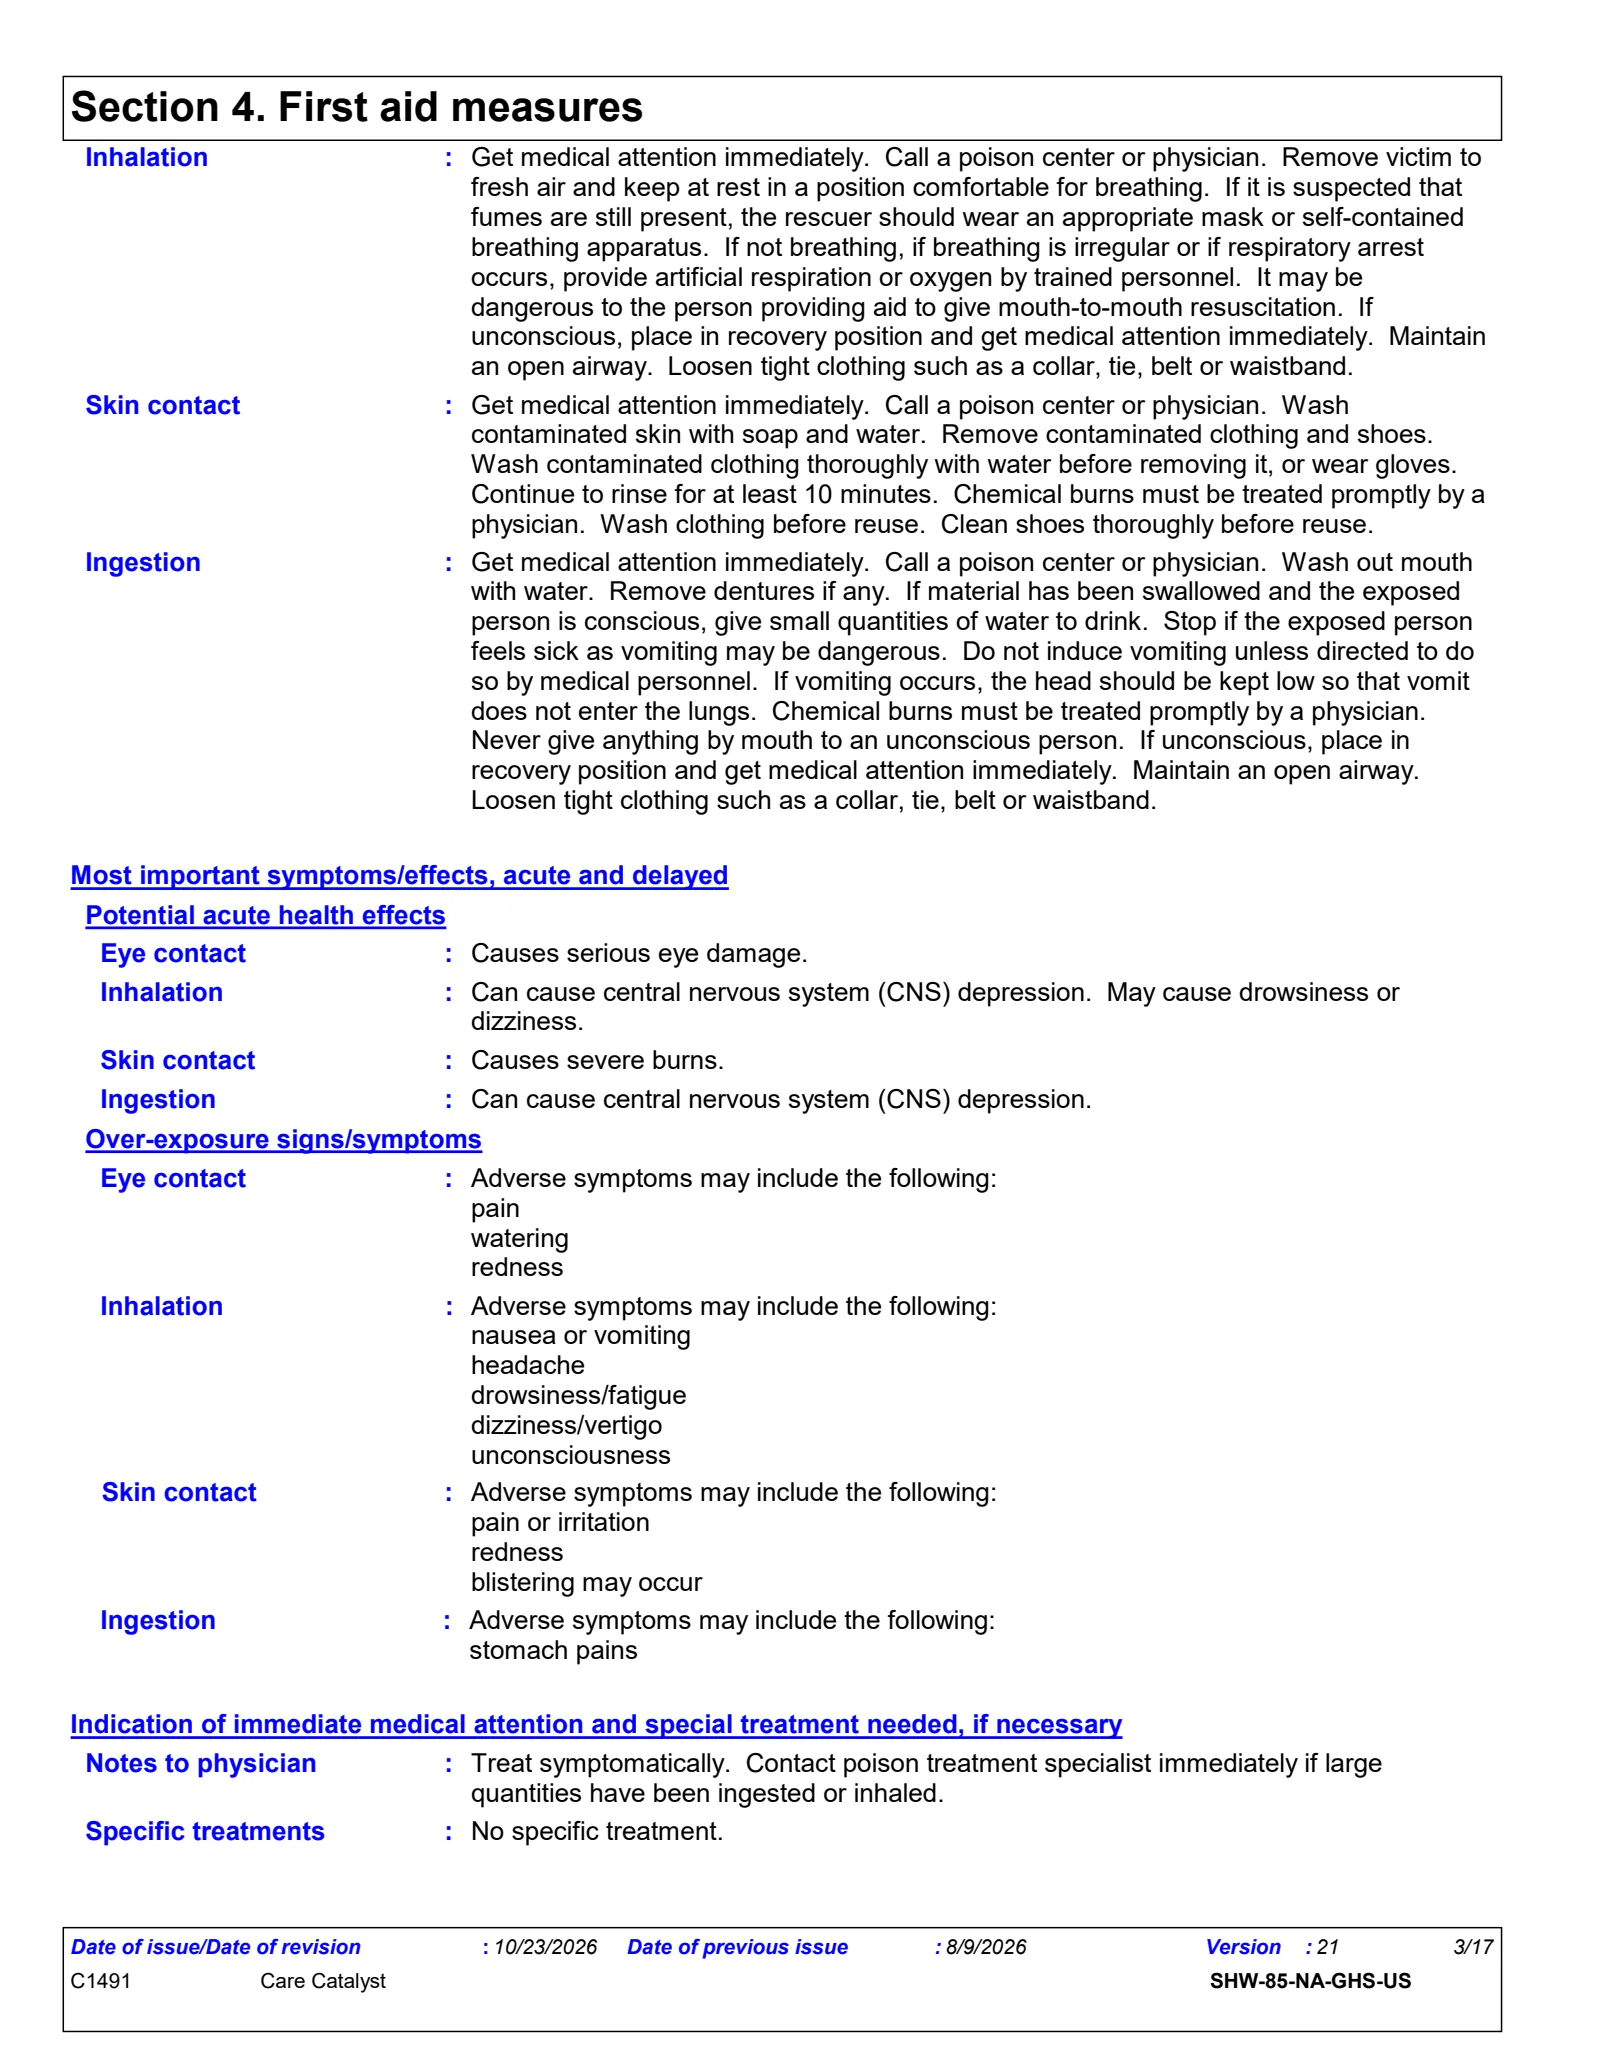 Section 4. First aid measures
Inhalation : Get medical attention immediately. Call a poison center or physician. Remove victim to
fresh air and keep at rest in a position comfortable for breathing. If it is suspected that
fumes are still present, the rescuer should wear an appropriate mask or self-contained
breathing apparatus. If not breathing, if breathing is irregular or if respiratory arrest
occurs, provide artificial respiration or oxygen by trained personnel. It may be
dangerous to the person providing aid to give mouth-to-mouth resuscitation. If
unconscious, place in recovery position and get medical attention immediately. Maintain
an open airway. Loosen tight clothing such as a collar, tie, belt or waistband.
Skin contact : Get medical attention immediately. Call a poison center or physician. Wash
contaminated skin with soap and water. Remove contaminated clothing and shoes.
Wash contaminated clothing thoroughly with water before removing it, or wear gloves.
Continue to rinse for at least 10 minutes. Chemical burns must be treated promptly by a
physician. Wash clothing before reuse. Clean shoes thoroughly before reuse.
Ingestion : Get medical attention immediately. Call a poison center or physician. Wash out mouth
with water. Remove dentures if any. If material has been swallowed and the exposed
person is conscious, give small quantities of water to drink. Stop if the exposed person
feels sick as vomiting may be dangerous. Do not induce vomiting unless directed to do
so by medical personnel. If vomiting occurs, the head should be kept low so that vomit
does not enter the lungs. Chemical burns must be treated promptly by a physician.
Never give anything by mouth to an unconscious person. If unconscious, place in
recovery position and get medical attention immediately. Maintain an open airway.
Loosen tight clothing such as a collar, tie, belt or waistband.
Most important symptoms/effects, acute and delayed
Potential acute health effects
Eye contact : Causes serious eye damage.
Inhalation : Can cause central nervous system (CNS) depression. May cause drowsiness or
dizziness.
Skin contact : Causes severe burns.
Ingestion : Can cause central nervous system (CNS) depression.
Over-exposure signs/symptoms
Eye contact : Adverse symptoms may include the following:
pain
watering
redness
Inhalation : Adverse symptoms may include the following:
nausea or vomiting
headache
drowsiness/fatigue
dizziness/vertigo
unconsciousness
Skin contact : Adverse symptoms may include the following:
pain or irritation
redness
blistering may occur
Ingestion : Adverse symptoms may include the following:
stomach pains
Indication of immediate medical attention and special treatment needed, if necessary
Notes to physician : Treat symptomatically. Contact poison treatment specialist immediately if large
quantities have been ingested or inhaled.
Specific treatments : No specific treatment.
Date of issue/Date of revision : 10/23/2026 Date of previous issue : 8/9/2026 Version : 21 3/17
C1491 Care Catalyst SHW-85-NA-GHS-US